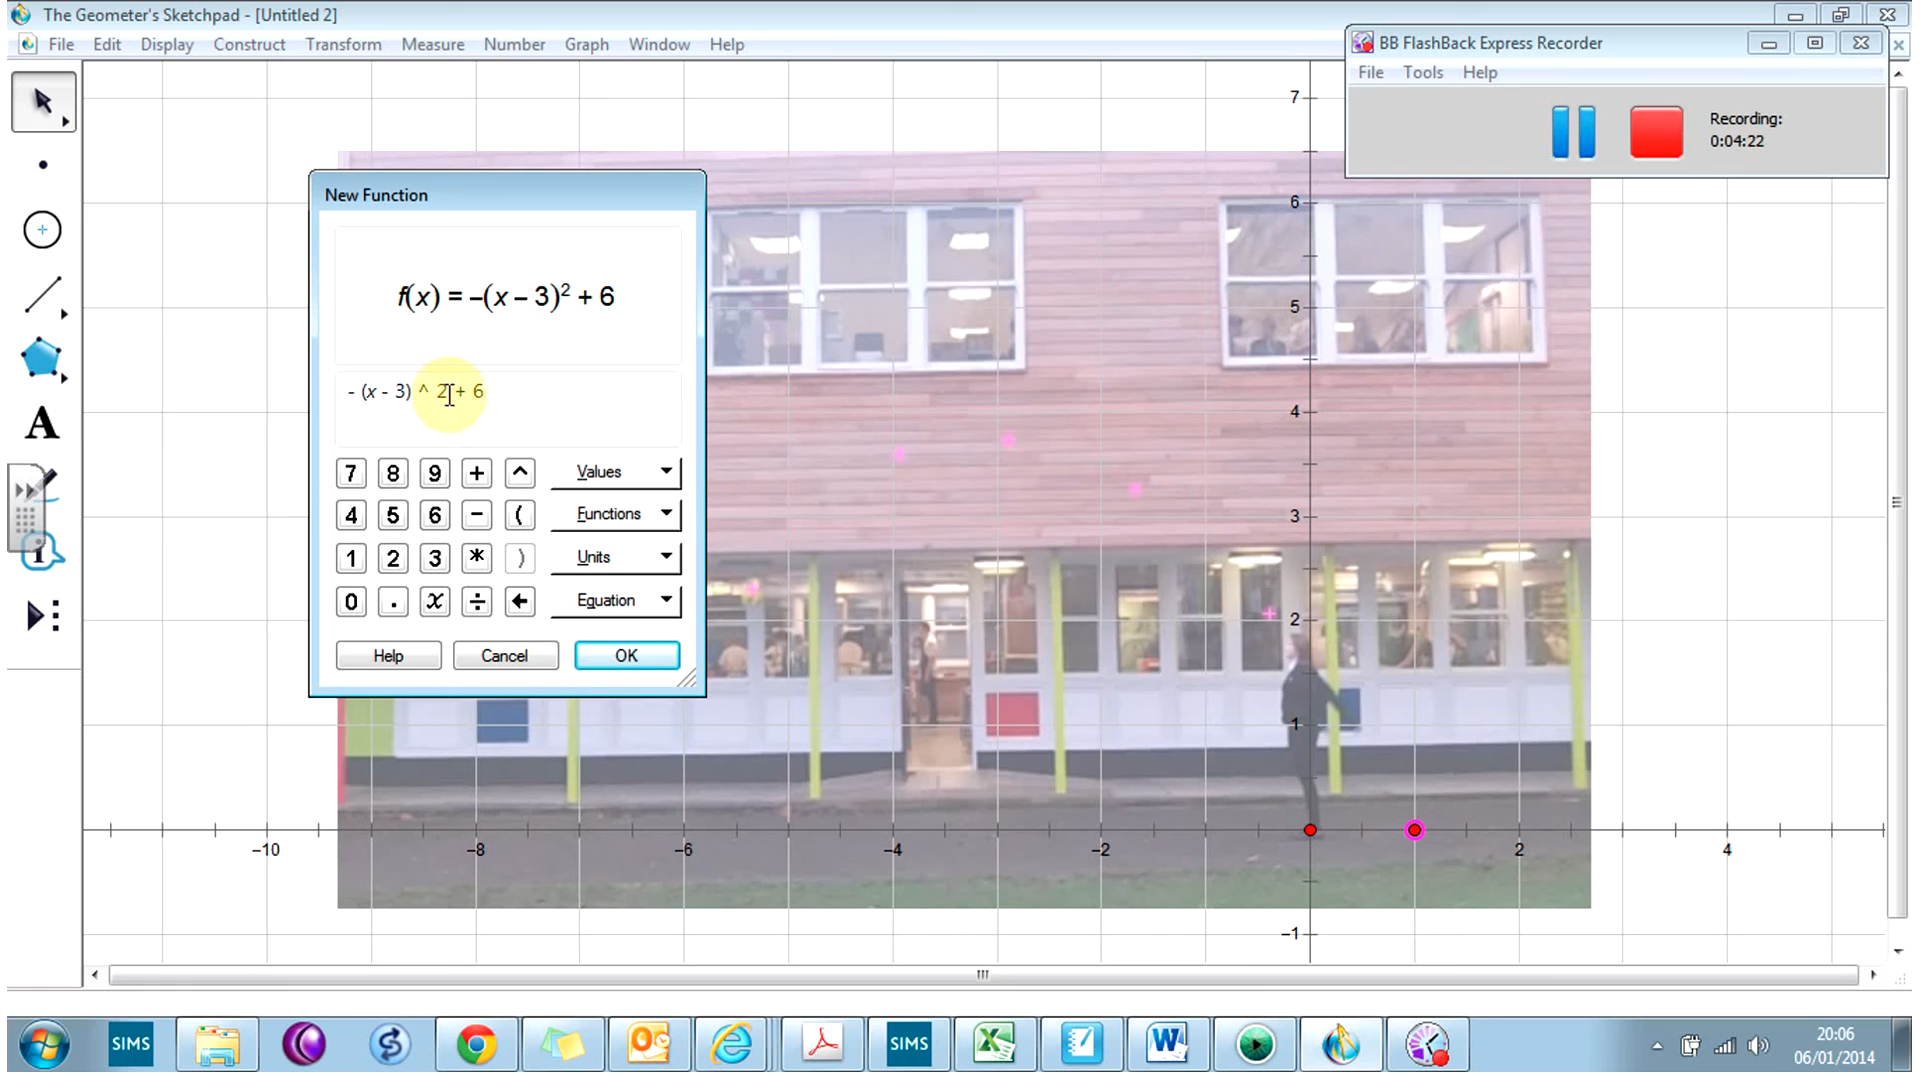 The Geometer's Sketchpad - [Untitled 2]
File Edit Display Construct Transform Measure Number Graph Window Help
BB FlashBack Express Recorder
File Tools Help
Recording:
0:04:22
New Function
f(x) = –(x – 3)² + 6
- (x - 3) ^ 2 + 6
7 8 9 + ^ Values
4 5 6 − ( Functions
1 2 3 * ) Units
0 . x ÷ ← Equation
Help Cancel OK
A
7
6
5
4
3
2
1
−10 −8 −6 −4 −2 2 4
−1
SIMS SIMS
20:06
06/01/2014